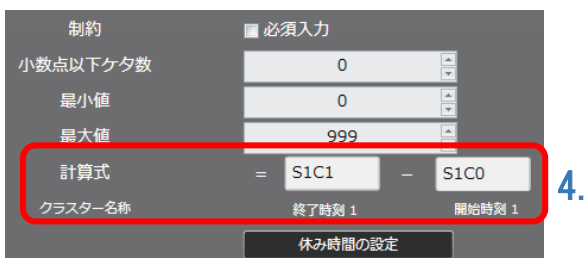 制約 必須入力
小数点以下ケタ数 0
最小値 0
最大値 999
計算式 = S1C1 － S1C0
4.
クラスター名称 終了時刻 1 開始時刻 1
休み時間の設定